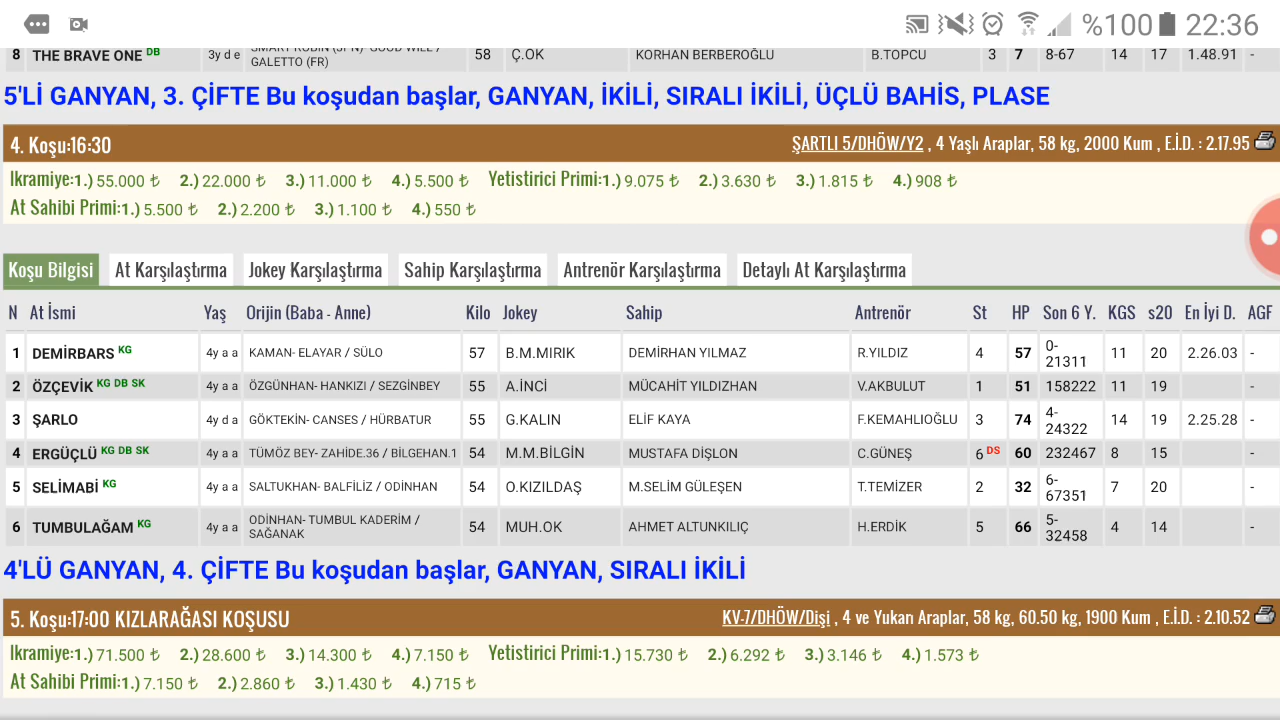 %100 22:36
8 THE BRAVE ONE DB 3y d e SMART ROBIN (JPN)- GOOD WILL / GALETTO (FR) 58 Ç.OK KORHAN BERBEROĞLU B.TOPCU 3 7 8-67 14 17 1.48.91 -
5'Lİ GANYAN, 3. ÇİFTE Bu koşudan başlar, GANYAN, İKİLİ, SIRALI İKİLİ, ÜÇLÜ BAHİS, PLASE
4. Koşu:16:30 ŞARTLI 5/DHÖW/Y2 , 4 Yaşlı Araplar, 58 kg, 2000 Kum , E.İ.D. : 2.17.95
Ikramiye:1.) 55.000 ₺ 2.) 22.000 ₺ 3.) 11.000 ₺ 4.) 5.500 ₺ Yetistirici Primi:1.) 9.075 ₺ 2.) 3.630 ₺ 3.) 1.815 ₺ 4.) 908 ₺
At Sahibi Primi:1.) 5.500 ₺ 2.) 2.200 ₺ 3.) 1.100 ₺ 4.) 550 ₺
Koşu Bilgisi At Karşılaştırma Jokey Karşılaştırma Sahip Karşılaştırma Antrenör Karşılaştırma Detaylı At Karşılaştırma
N At İsmi Yaş Orijin (Baba - Anne) Kilo Jokey Sahip Antrenör St HP Son 6 Y. KGS s20 En İyi D. AGF
1 DEMİRBARS KG 4y a a KAMAN- ELAYAR / SÜLO 57 B.M.MIRIK DEMİRHAN YILMAZ R.YILDIZ 4 57 0-21311 11 20 2.26.03 -
2 ÖZÇEVİK KG DB SK 4y a a ÖZGÜNHAN- HANKIZI / SEZGİNBEY 55 A.İNCİ MÜCAHİT YILDIZHAN V.AKBULUT 1 51 158222 11 19 -
3 ŞARLO 4y d a GÖKTEKİN- CANSES / HÜRBATUR 55 G.KALIN ELİF KAYA F.KEMAHLIOĞLU 3 74 4-24322 14 19 2.25.28 -
4 ERGÜÇLÜ KG DB SK 4y a a TÜMÖZ BEY- ZAHİDE.36 / BİLGEHAN.1 54 M.M.BİLGİN MUSTAFA DİŞLON C.GÜNEŞ 6 DS 60 232467 8 15 -
5 SELİMABİ KG 4y a a SALTUKHAN- BALFİLİZ / ODİNHAN 54 O.KIZILDAŞ M.SELİM GÜLEŞEN T.TEMİZER 2 32 6-67351 7 20 -
6 TUMBULAĞAM KG 4y a a ODİNHAN- TUMBUL KADERİM / SAĞANAK 54 MUH.OK AHMET ALTUNKILIÇ H.ERDİK 5 66 5-32458 4 14 -
4'LÜ GANYAN, 4. ÇİFTE Bu koşudan başlar, GANYAN, SIRALI İKİLİ
5. Koşu:17:00 KIZLARAĞASI KOŞUSU KV-7/DHÖW/Dişi , 4 ve Yukarı Araplar, 58 kg, 60.50 kg, 1900 Kum , E.İ.D. : 2.10.52
Ikramiye:1.) 71.500 ₺ 2.) 28.600 ₺ 3.) 14.300 ₺ 4.) 7.150 ₺ Yetistirici Primi:1.) 15.730 ₺ 2.) 6.292 ₺ 3.) 3.146 ₺ 4.) 1.573 ₺
At Sahibi Primi:1.) 7.150 ₺ 2.) 2.860 ₺ 3.) 1.430 ₺ 4.) 715 ₺